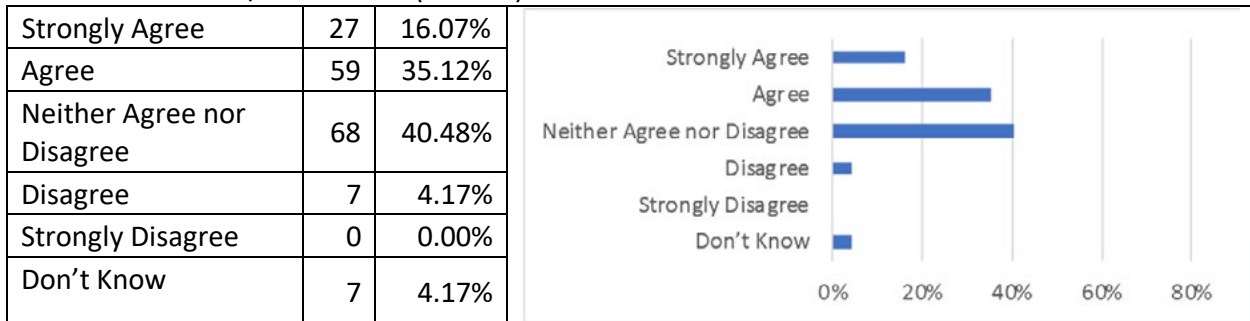 Strongly Agree 27 16.07%
Agree 59 35.12%
Neither Agree nor
Disagree 68 40.48%
Disagree 7 4.17%
Strongly Disagree 0 0.00%
Don’t Know 7 4.17%
Strongly Agree
Agree
Neither Agree nor Disagree
Disagree
Strongly Disagree
Don’t Know
0% 20% 40% 60% 80%